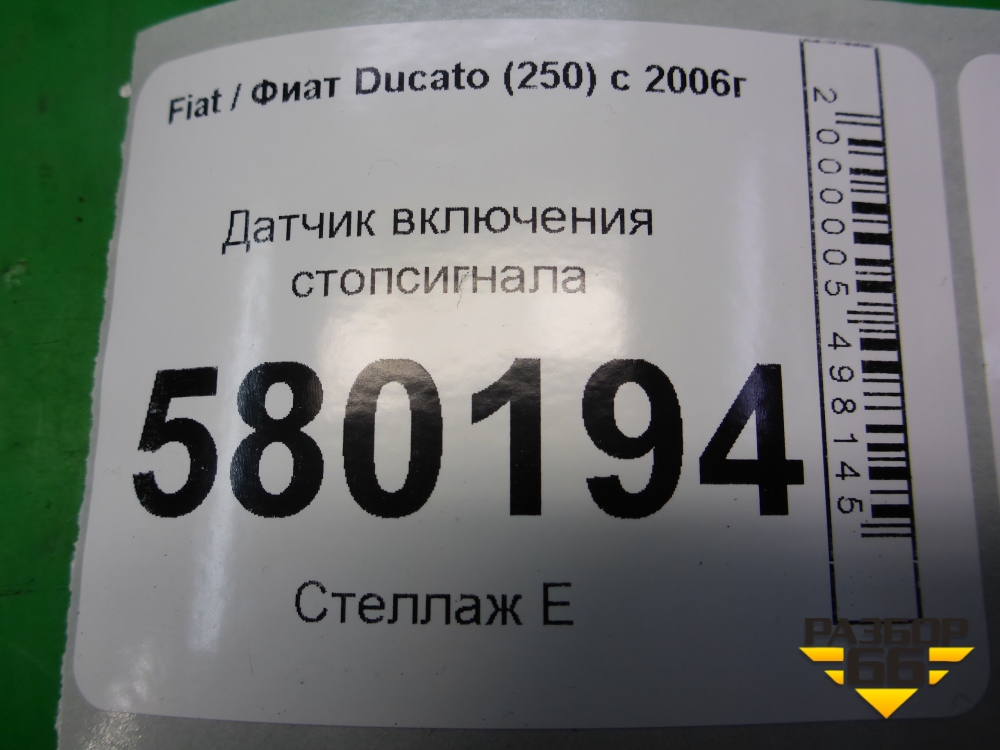 Fiat / Фиат Ducato (250) с 2006г
Датчик включения
стопсигнала
580194
Стеллаж Е
2000005498145
РАЗБОР
66